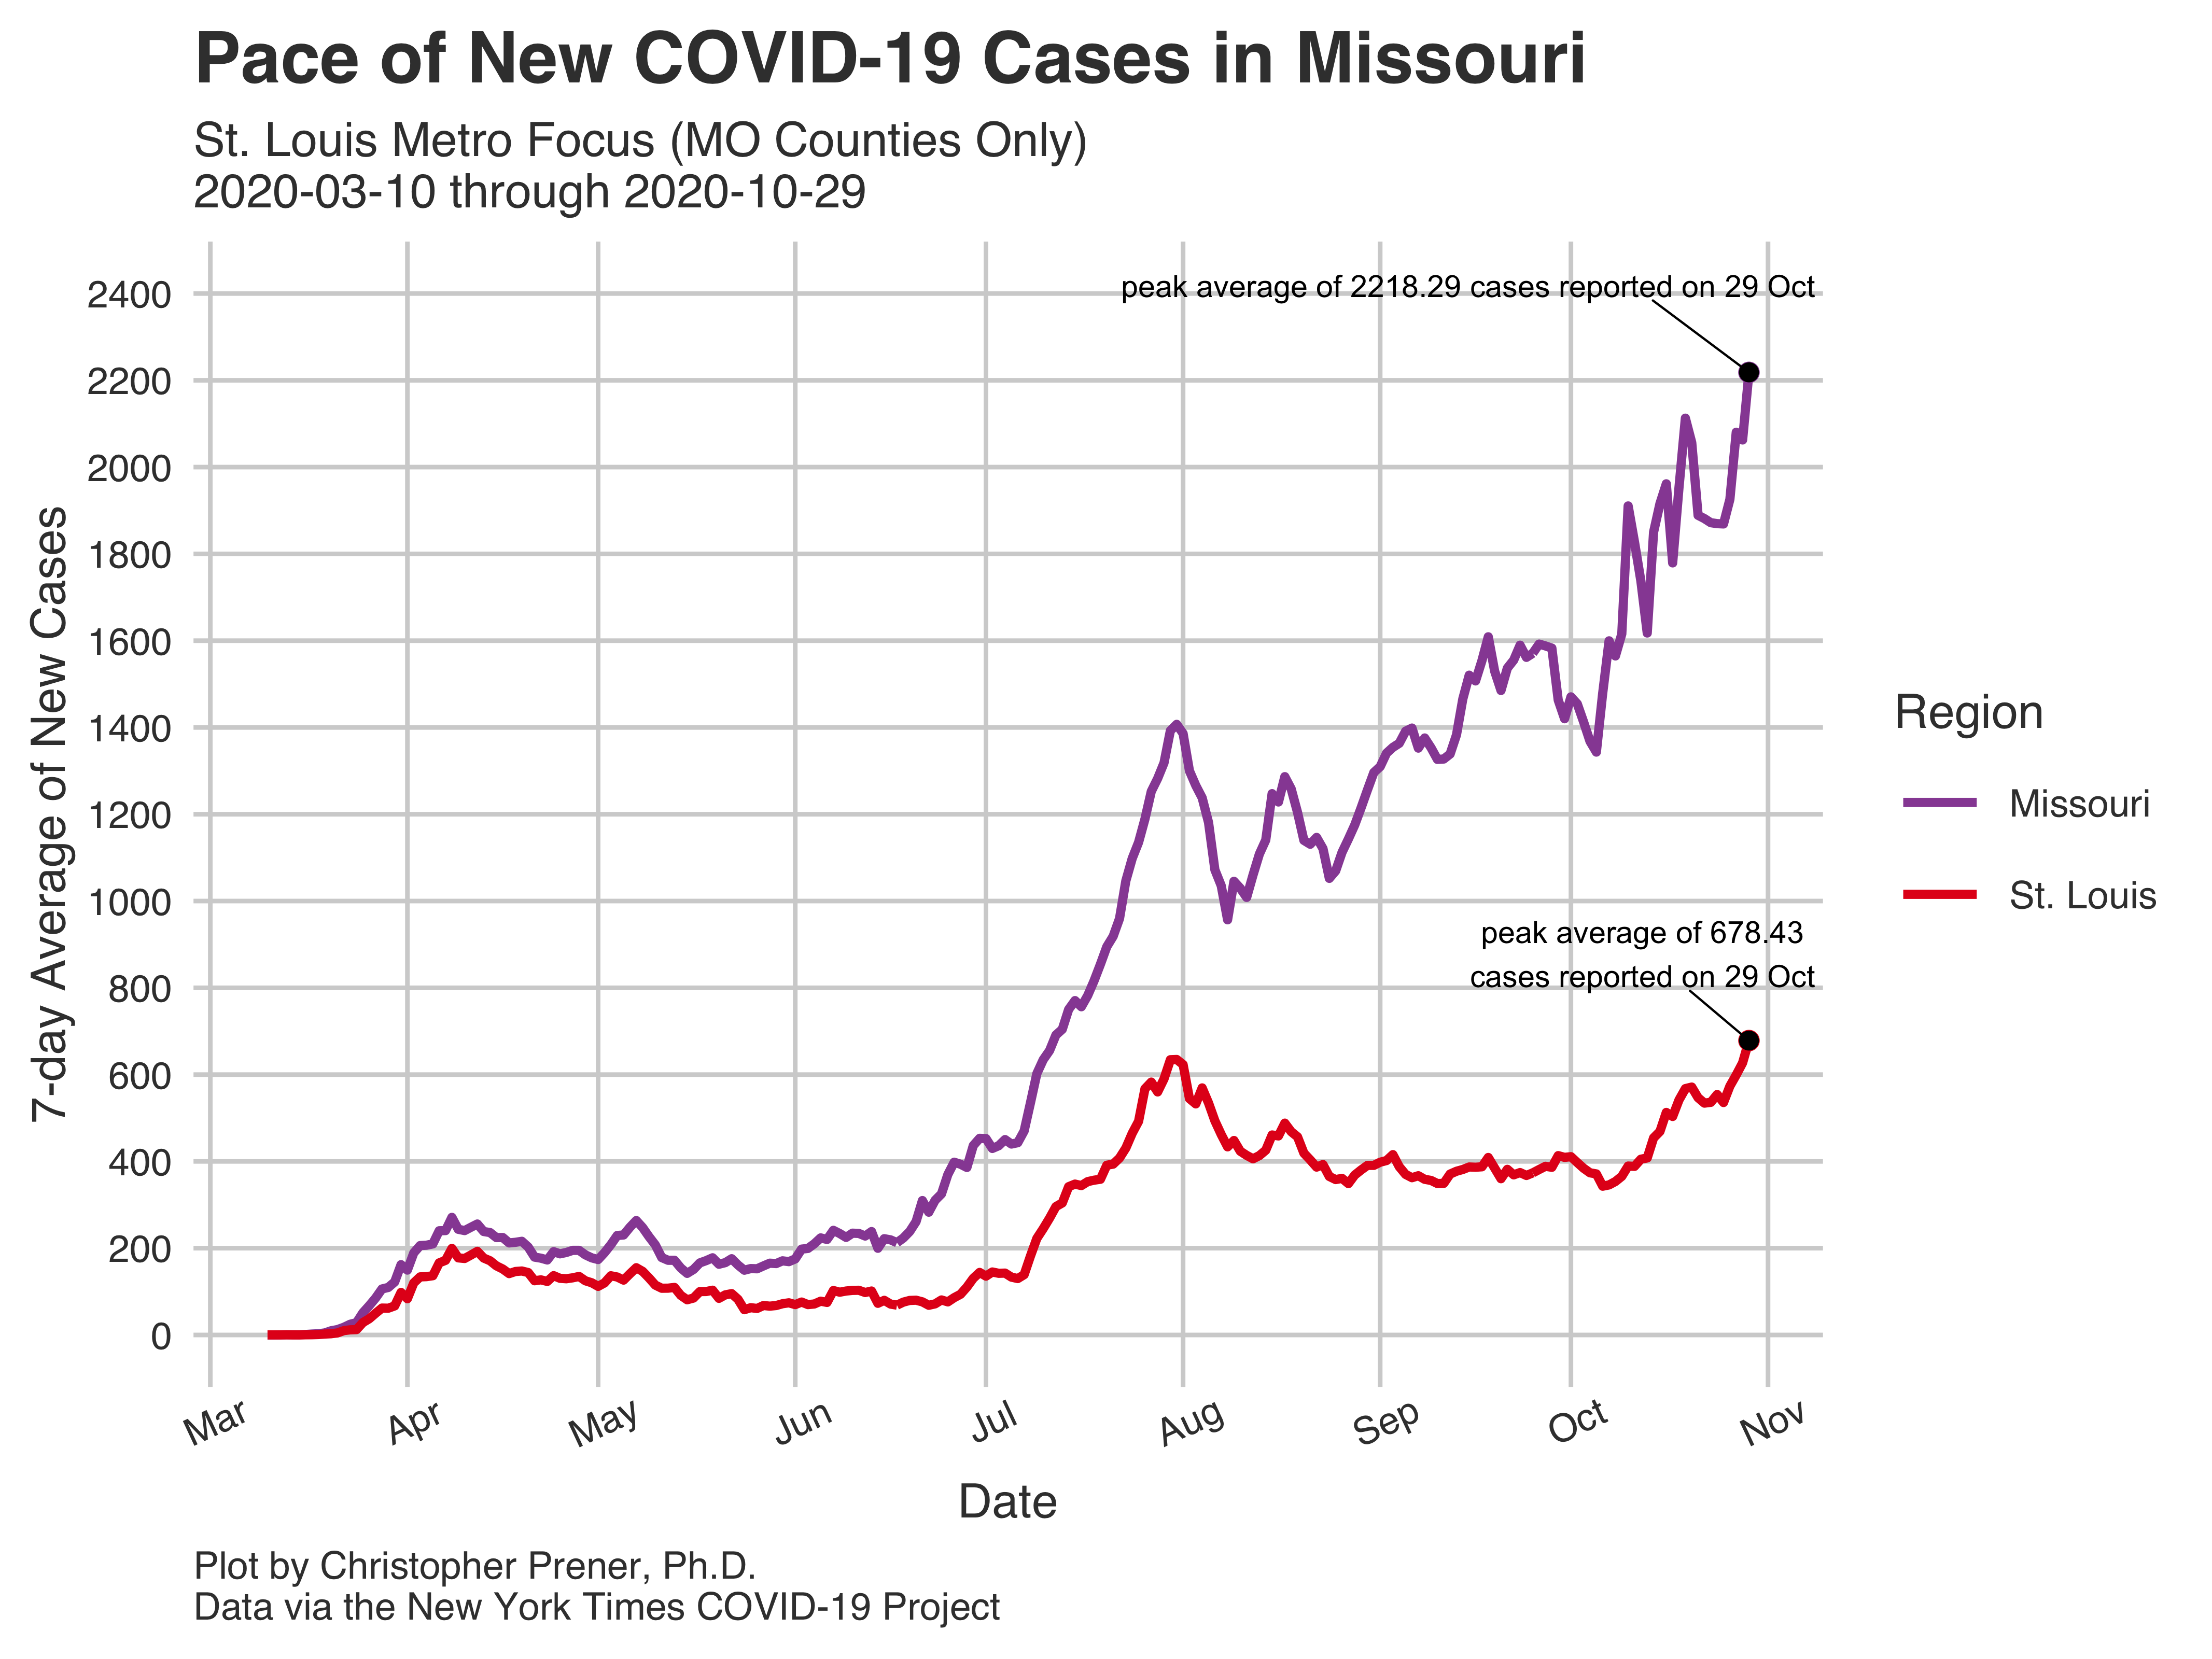 Pace of New COVID-19 Cases in Missouri
St. Louis Metro Focus (MO Counties Only)
2020-03-10 through 2020-10-29
peak average of 2218.29 cases reported on 29 Oct
2400
2200
2000
1800
1600
1400
1200
1000
800
600
400
200
0
7-day Average of New Cases
peak average of 678.43
cases reported on 29 Oct
Region
Missouri
St. Louis
Mar
Apr
May
Jun
Jul
Aug
Sep
Oct
Nov
Date
Plot by Christopher Prener, Ph.D.
Data via the New York Times COVID-19 Project